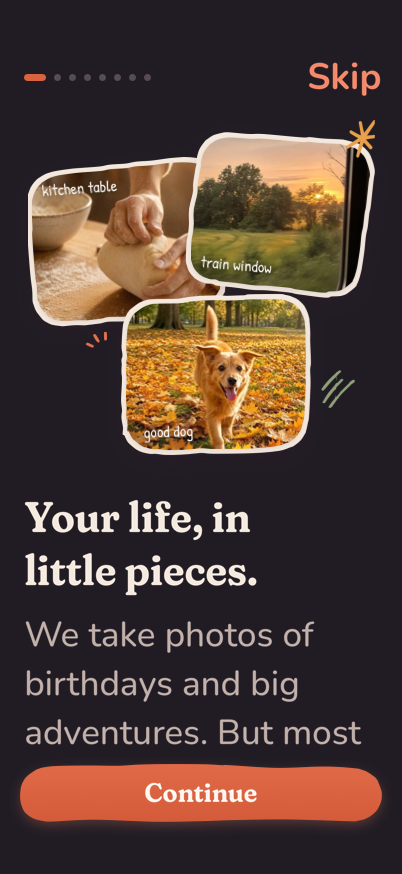 Skip
kitchen table
train window
good dog
Your life, in
little pieces.
We take photos of
birthdays and big
adventures. But most
Continue